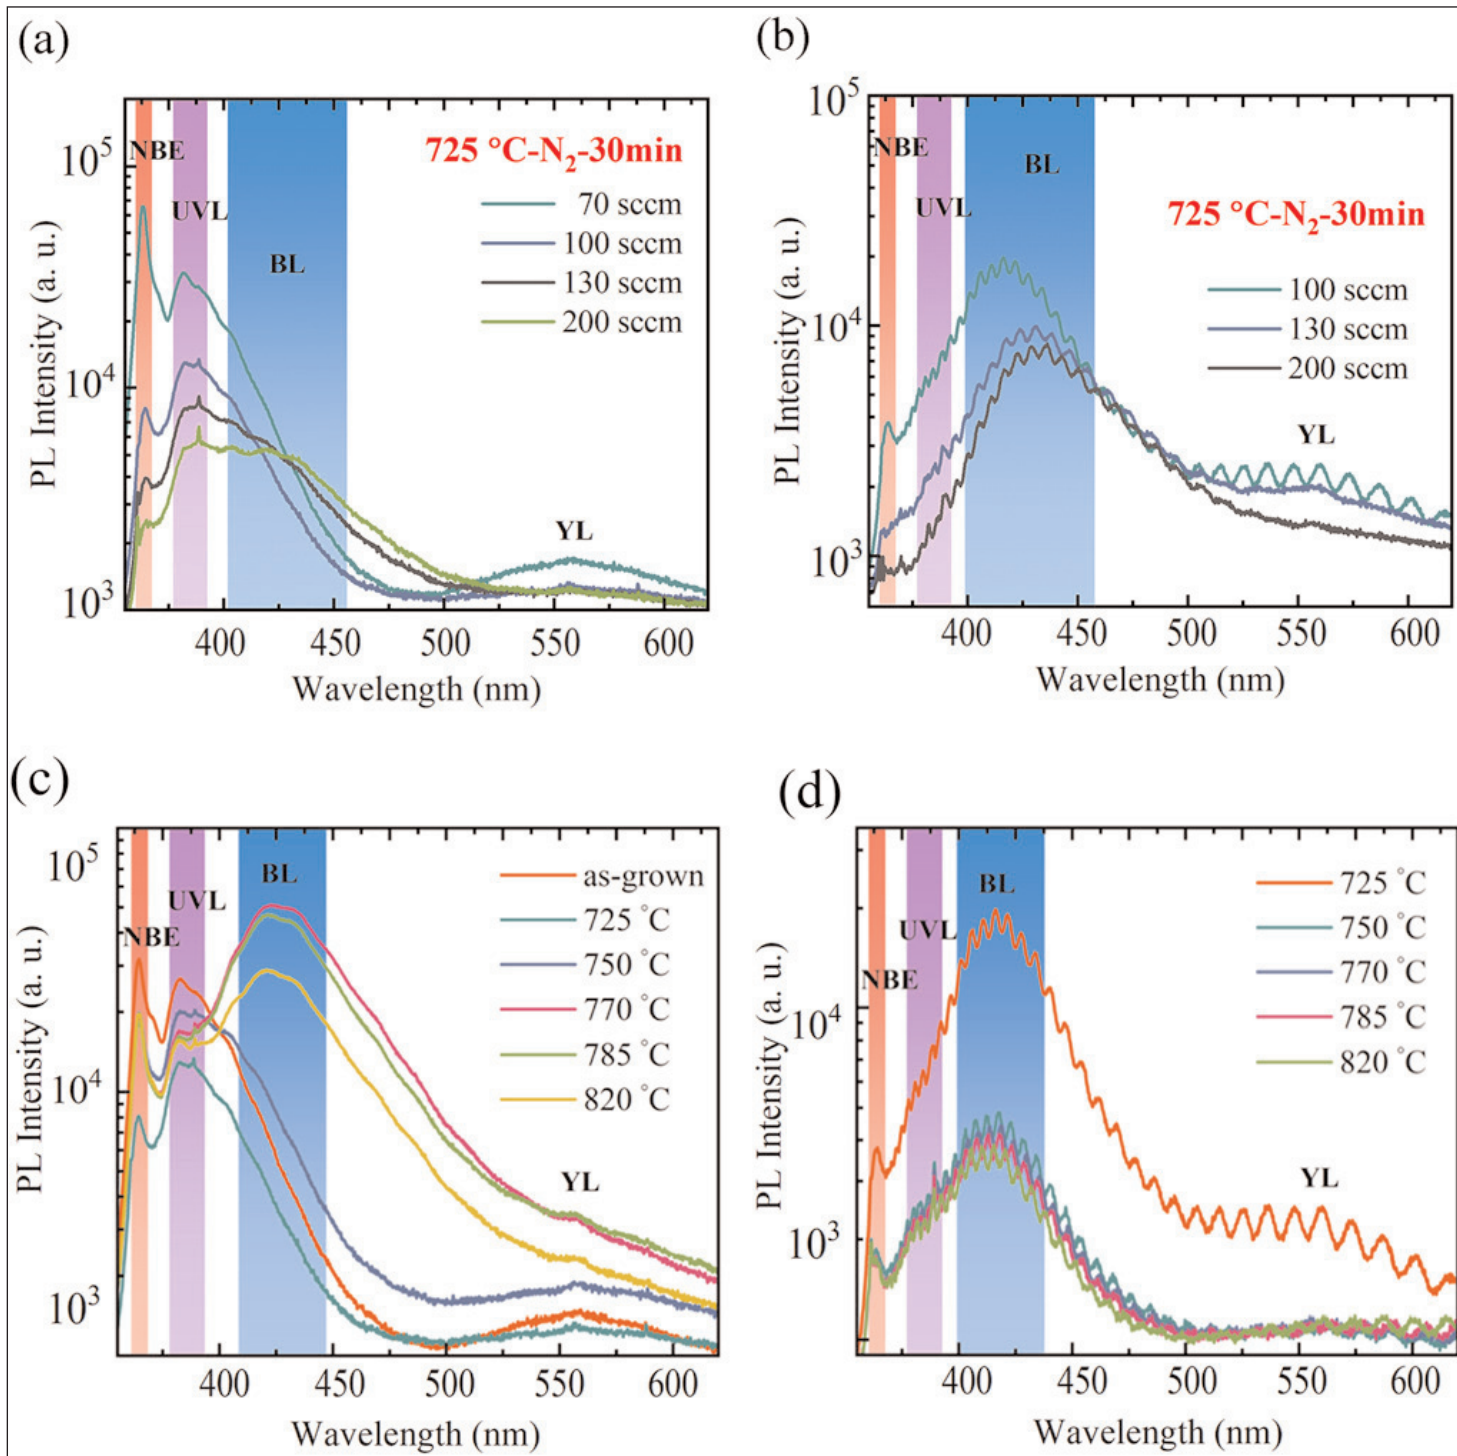 (a)
10^5
10^4
10^3
PL Intensity (a. u.)
NBE
UVL
BL
YL
725 °C-N₂-30min
70 sccm
100 sccm
130 sccm
200 sccm
400 450 500 550 600
Wavelength (nm)
(b)
10^5
10^4
10^3
PL Intensity (a. u.)
NBE
UVL
BL
YL
725 °C-N₂-30min
100 sccm
130 sccm
200 sccm
400 450 500 550 600
Wavelength (nm)
(c)
10^5
10^4
10^3
PL Intensity (a. u.)
NBE
UVL
BL
YL
as-grown
725 °C
750 °C
770 °C
785 °C
820 °C
400 450 500 550 600
Wavelength (nm)
(d)
10^4
10^3
PL Intensity (a. u.)
NBE
UVL
BL
YL
725 °C
750 °C
770 °C
785 °C
820 °C
400 450 500 550 600
Wavelength (nm)